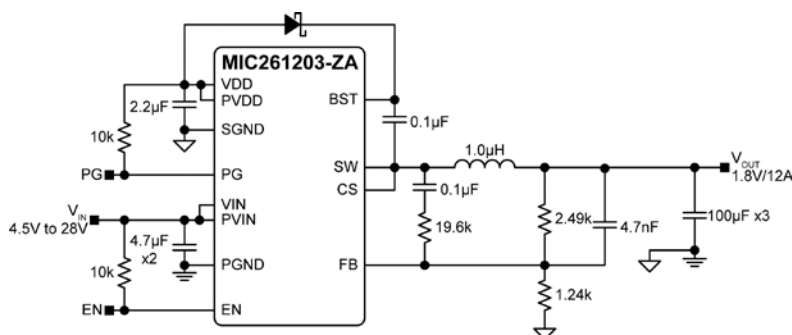 MIC261203-ZA
VDD
PVDD
BST
2.2µF
SGND
0.1µF
10k
1.0µH
SW
V_OUT
1.8V/12A
PG
PG
CS
0.1µF
VIN
V_IN
4.5V to 28V
PVIN
2.49k
4.7nF
100µF x3
19.6k
4.7µF
x2
10k
PGND
FB
1.24k
EN
EN